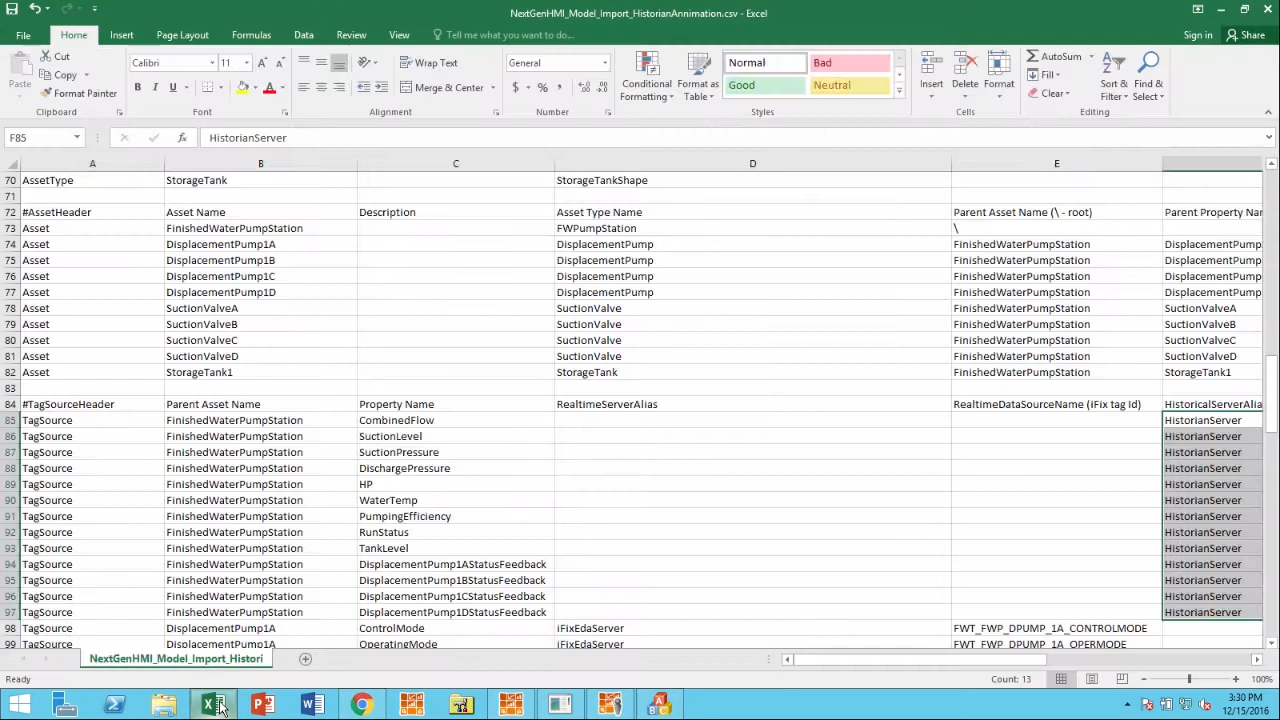 NextGenHMI_Model_Import_HistorianAnnimation.csv - Excel
File Home Insert Page Layout Formulas Data Review View Tell me what you want to do... Sign in Share
Paste Cut Copy Format Painter
Calibri 11 Wrap Text Merge & Center General
B I U A $ % ,
Conditional Formatting Format as Table
Normal Bad
Good Neutral
Insert Delete Format
AutoSum Fill Clear
Sort & Filter Find & Select
Clipboard Font Alignment Number Styles Cells Editing
F85 fx HistorianServer
A B C D E
70 AssetType StorageTank StorageTankShape
71
72 #AssetHeader Asset Name Description Asset Type Name Parent Asset Name (\ - root) Parent Property Nam
73 Asset FinishedWaterPumpStation FWPumpStation \
74 Asset DisplacementPump1A DisplacementPump FinishedWaterPumpStation DisplacementPump
75 Asset DisplacementPump1B DisplacementPump FinishedWaterPumpStation DisplacementPump
76 Asset DisplacementPump1C DisplacementPump FinishedWaterPumpStation DisplacementPump
77 Asset DisplacementPump1D DisplacementPump FinishedWaterPumpStation DisplacementPump
78 Asset SuctionValveA SuctionValve FinishedWaterPumpStation SuctionValveA
79 Asset SuctionValveB SuctionValve FinishedWaterPumpStation SuctionValveB
80 Asset SuctionValveC SuctionValve FinishedWaterPumpStation SuctionValveC
81 Asset SuctionValveD SuctionValve FinishedWaterPumpStation SuctionValveD
82 Asset StorageTank1 StorageTank FinishedWaterPumpStation StorageTank1
83
84 #TagSourceHeader Parent Asset Name Property Name RealtimeServerAlias RealtimeDataSourceName (iFix tag Id) HistoricalServerAlia
85 TagSource FinishedWaterPumpStation CombinedFlow HistorianServer
86 TagSource FinishedWaterPumpStation SuctionLevel HistorianServer
87 TagSource FinishedWaterPumpStation SuctionPressure HistorianServer
88 TagSource FinishedWaterPumpStation DischargePressure HistorianServer
89 TagSource FinishedWaterPumpStation HP HistorianServer
90 TagSource FinishedWaterPumpStation WaterTemp HistorianServer
91 TagSource FinishedWaterPumpStation PumpingEfficiency HistorianServer
92 TagSource FinishedWaterPumpStation RunStatus HistorianServer
93 TagSource FinishedWaterPumpStation TankLevel HistorianServer
94 TagSource FinishedWaterPumpStation DisplacementPump1AStatusFeedback HistorianServer
95 TagSource FinishedWaterPumpStation DisplacementPump1BStatusFeedback HistorianServer
96 TagSource FinishedWaterPumpStation DisplacementPump1CStatusFeedback HistorianServer
97 TagSource FinishedWaterPumpStation DisplacementPump1DStatusFeedback HistorianServer
98 TagSource DisplacementPump1A ControlMode iFixEdaServer FWT_FWP_DPUMP_1A_CONTROLMODE
99 TagSource DisplacementPump1A OperatingMode iFixEdaServer FWT_FWP_DPUMP_1A_OPERMODE
NextGenHMI_Model_Import_Histori
Ready Count: 13 100%
3:30 PM
12/15/2016